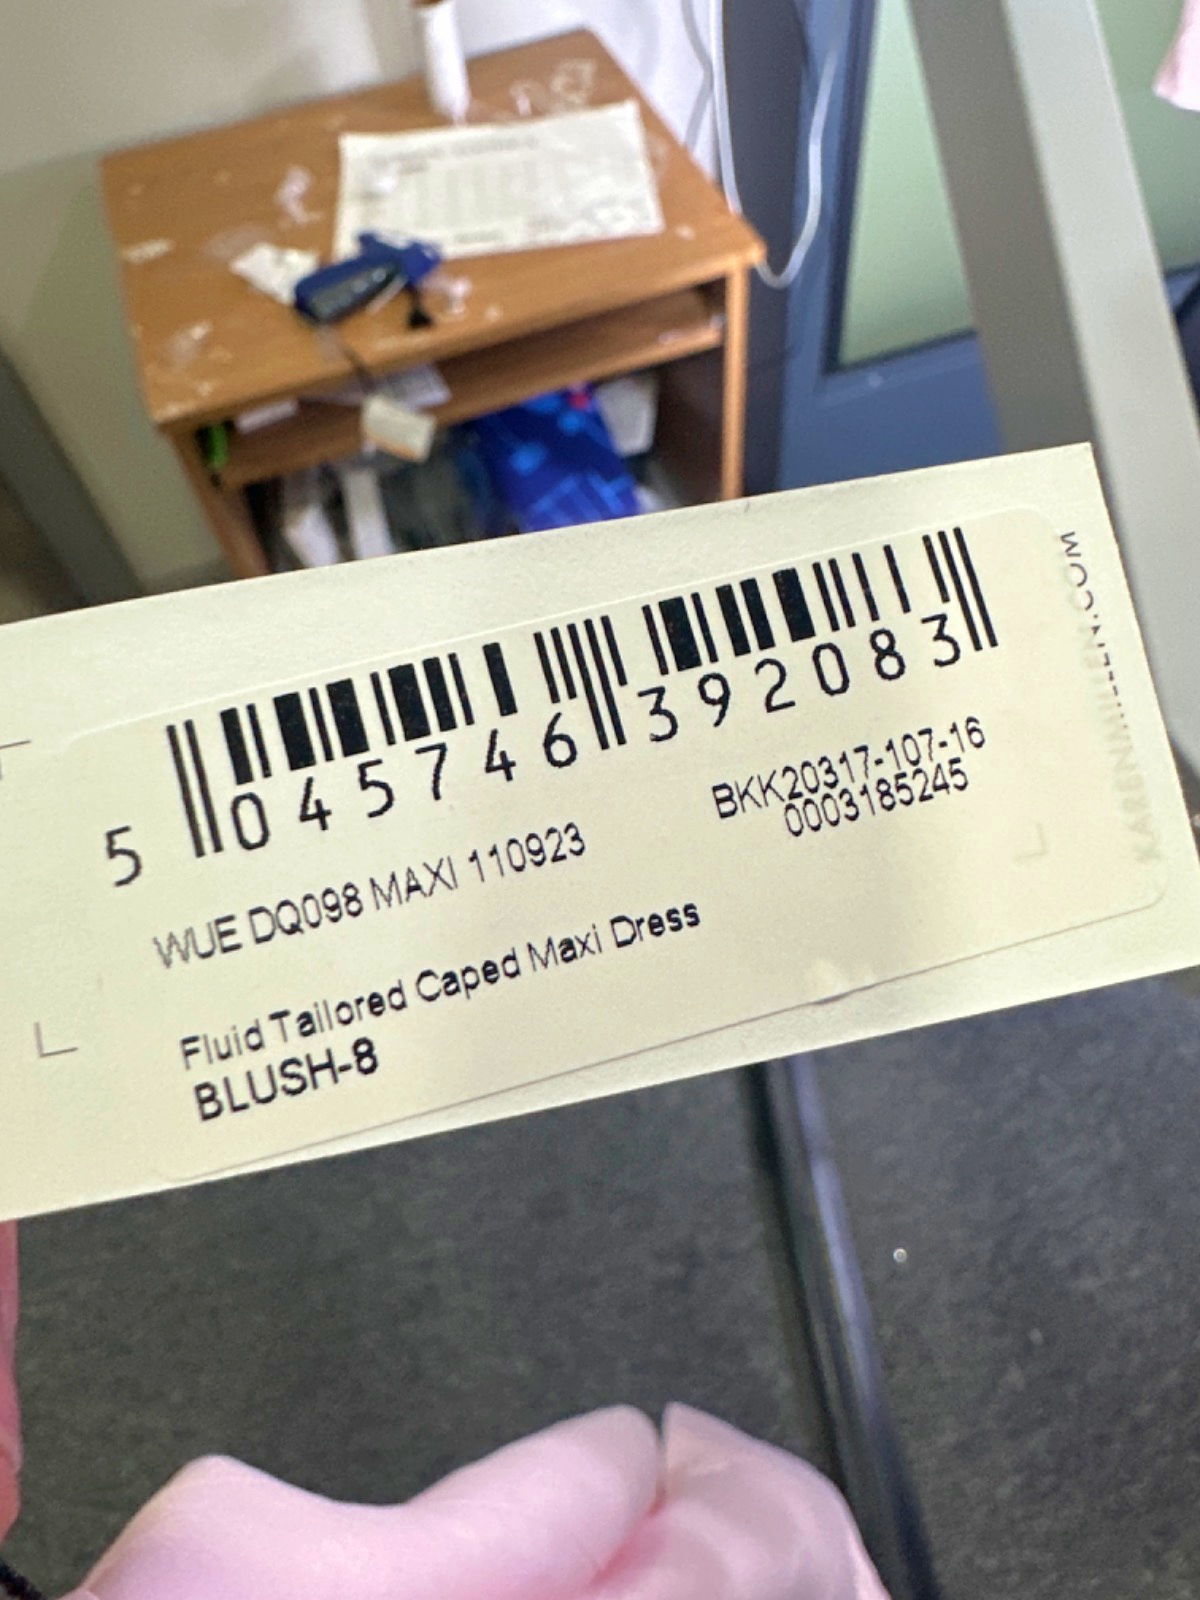 5 045746 392083
BKK20317-107-16
0003185245
WUE DQ098 MAXI 110923
Fluid Tailored Caped Maxi Dress
BLUSH-8
KARENMILLEN.COM